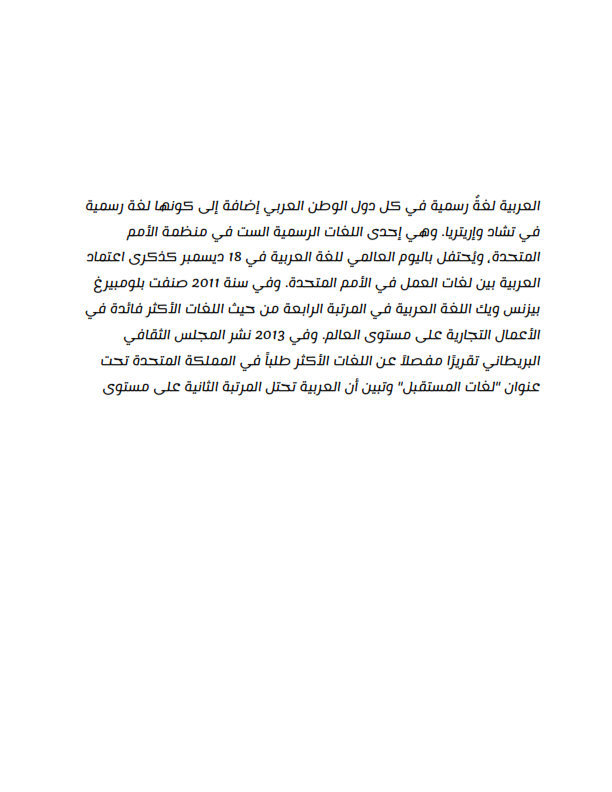 العربية لغةٌ رسمية في كل دول الوطن العربي إضافة إلى كونها لغة رسمية
في تشاد وإريتريا. وهي إحدى اللغات الرسمية الست في منظمة الأمم
المتحدة، ويُحتفل باليوم العالمي للغة العربية في 18 ديسمبر كذكرى اعتماد
العربية بين لغات العمل في الأمم المتحدة. وفي سنة 2011 صنفت بلومبيرغ
بيزنس ويك اللغة العربية في المرتبة الرابعة من حيث اللغات الأكثر فائدة في
الأعمال التجارية على مستوى العالم. وفي 2013 نشر المجلس الثقافي
البريطاني تقريرًا مفصلاً عن اللغات الأكثر طلباً في المملكة المتحدة تحت
عنوان "لغات المستقبل" وتبين أن العربية تحتل المرتبة الثانية على مستوى